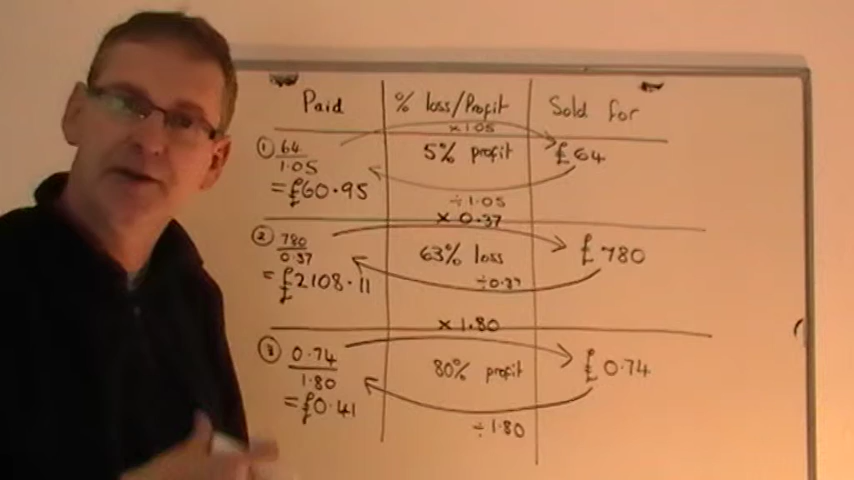 Paid % loss/Profit Sold for
× 1.05
① 64/1.05 5% profit £64
= £60.95
÷ 1.05
× 0.37
② 780/0.37 63% loss £780
= £2108.11 ÷ 0.37
× 1.80
③ 0.74/1.80 80% profit £0.74
= £0.41
÷ 1.80